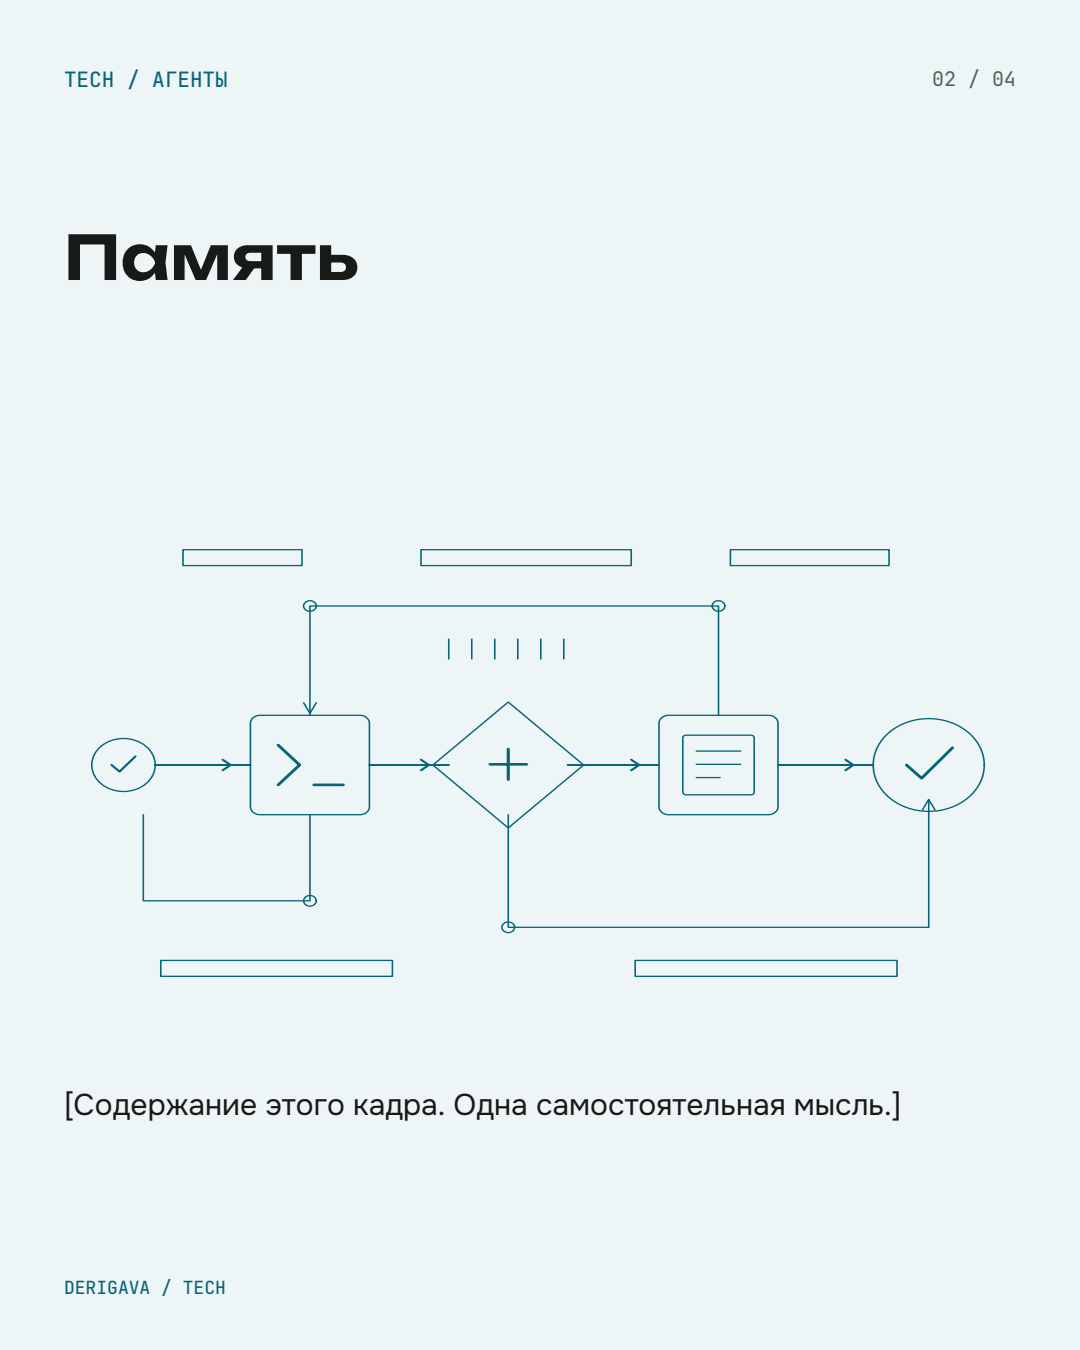 TECH / АГЕНТЫ
02 / 04
Память
[Содержание этого кадра. Одна самостоятельная мысль.]
DERIGAVA / TECH